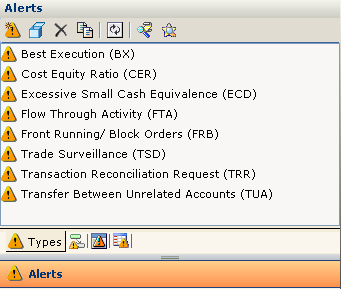 Alerts
Best Execution (BX)
Cost Equity Ratio (CER)
Excessive Small Cash Equivalence (ECD)
Flow Through Activity (FTA)
Front Running/ Block Orders (FRB)
Trade Surveillance (TSD)
Transaction Reconciliation Request (TRR)
Transfer Between Unrelated Accounts (TUA)
Types
Alerts